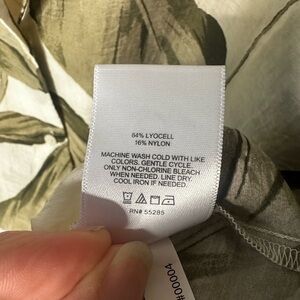 84% LYOCELL
16% NYLON
MACHINE WASH COLD WITH LIKE
COLORS. GENTLE CYCLE.
ONLY NON-CHLORINE BLEACH
WHEN NEEDED. LINE DRY.
COOL IRON IF NEEDED.
RN# 55285
#00004